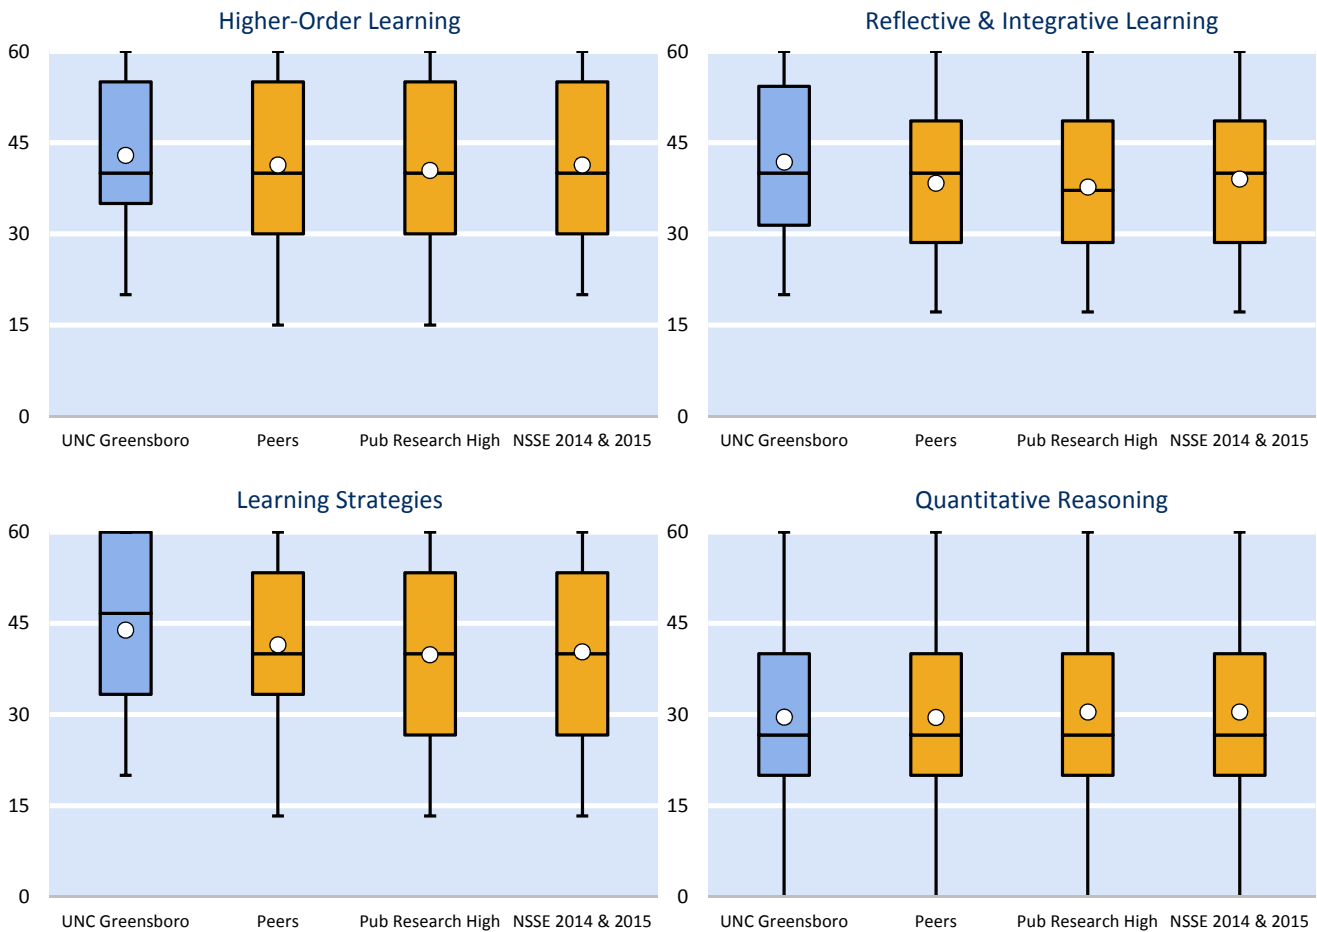 Higher-Order Learning
60
45
30
15
0
UNC Greensboro Peers Pub Research High NSSE 2014 & 2015
Reflective & Integrative Learning
60
45
30
15
0
UNC Greensboro Peers Pub Research High NSSE 2014 & 2015
Learning Strategies
60
45
30
15
0
UNC Greensboro Peers Pub Research High NSSE 2014 & 2015
Quantitative Reasoning
60
45
30
15
0
UNC Greensboro Peers Pub Research High NSSE 2014 & 2015